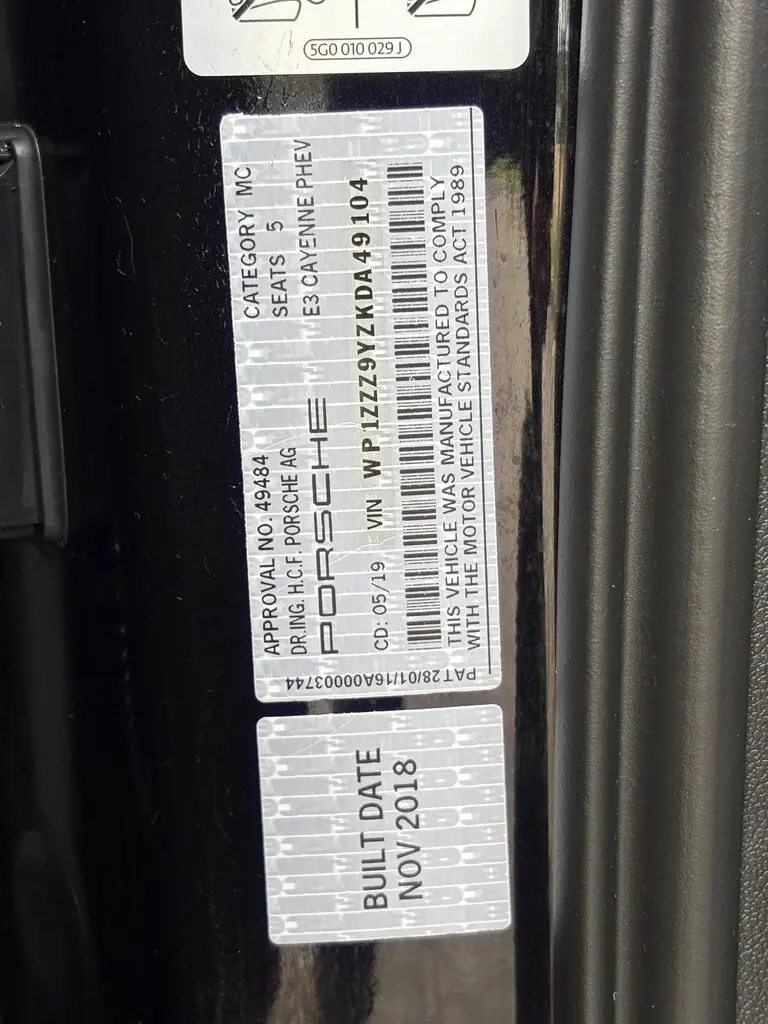 5G0 010 029 J
APPROVAL NO. 49484
CATEGORY MC
DR.ING. H.C.F. PORSCHE AG
SEATS 5
PORSCHE
E3 CAYENNE PHEV
CD: 05/19
VIN WP1ZZZ9YZKDA49104
THIS VEHICLE WAS MANUFACTURED TO COMPLY
WITH THE MOTOR VEHICLE STANDARDS ACT 1989
PAT28/01/16A00003744
BUILT DATE
NOV 2018